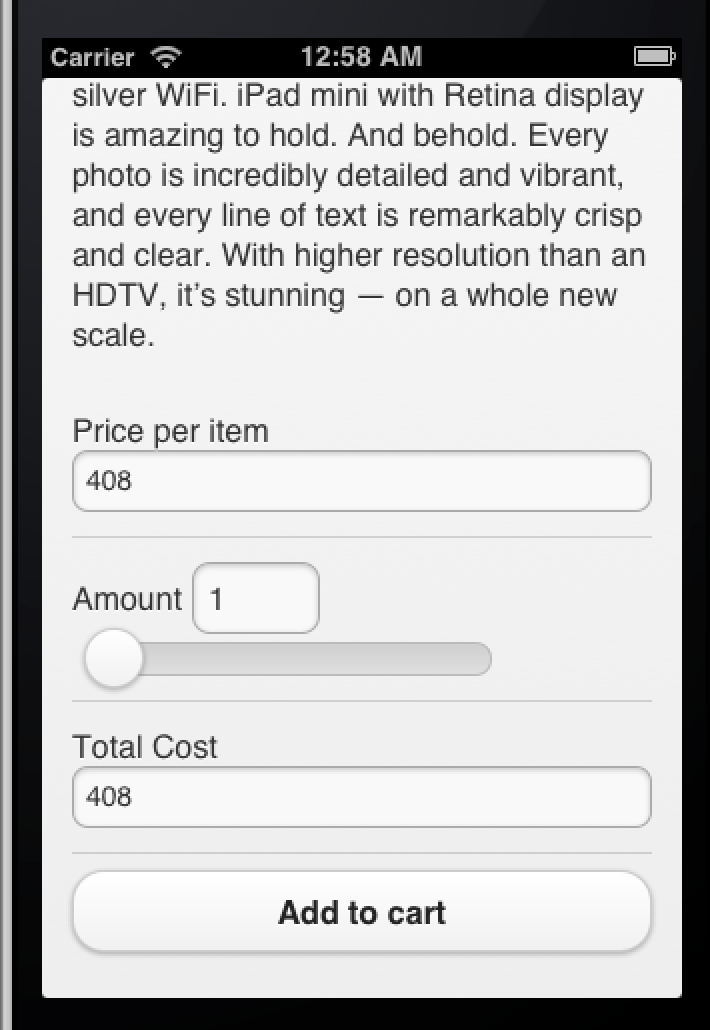 Carrier 12:58 AM
silver WiFi. iPad mini with Retina display
is amazing to hold. And behold. Every
photo is incredibly detailed and vibrant,
and every line of text is remarkably crisp
and clear. With higher resolution than an
HDTV, it’s stunning — on a whole new
scale.
Price per item
408
Amount 1
Total Cost
408
Add to cart